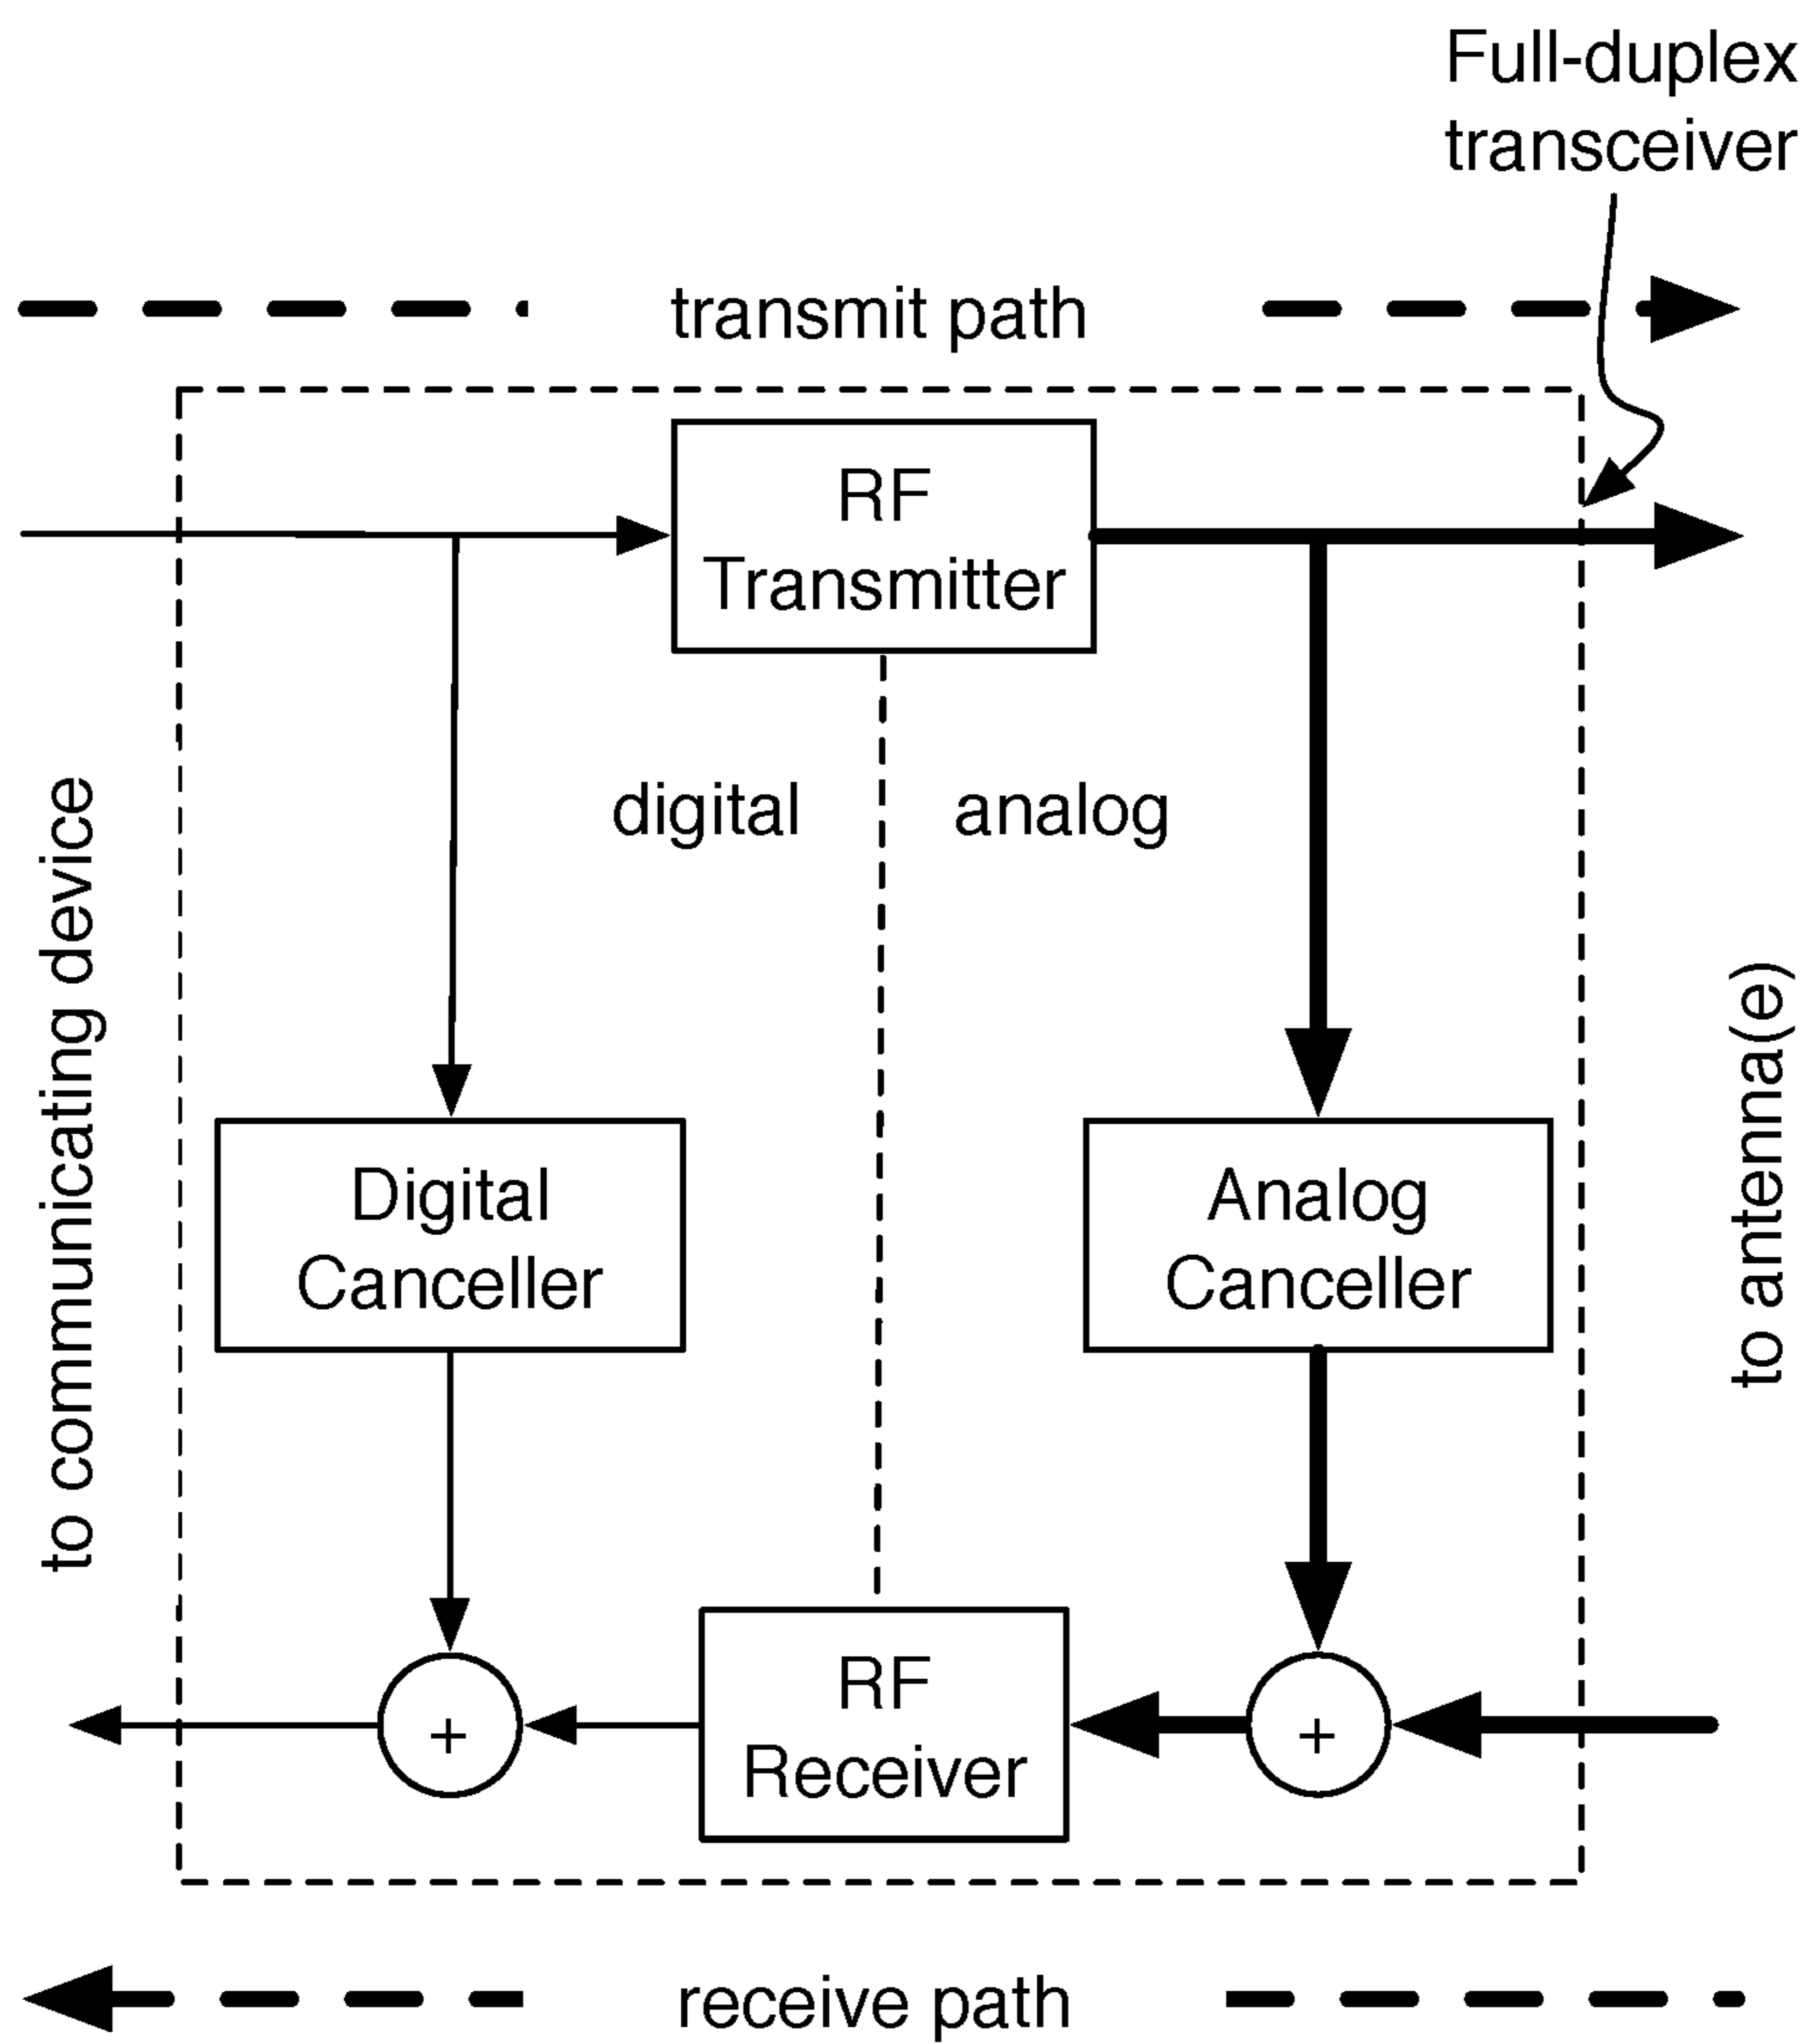 Full-duplex
transceiver
transmit path
RF
Transmitter
digital
analog
to communicating device
to antenna(e)
Digital
Canceller
Analog
Canceller
+
RF
Receiver
+
receive path